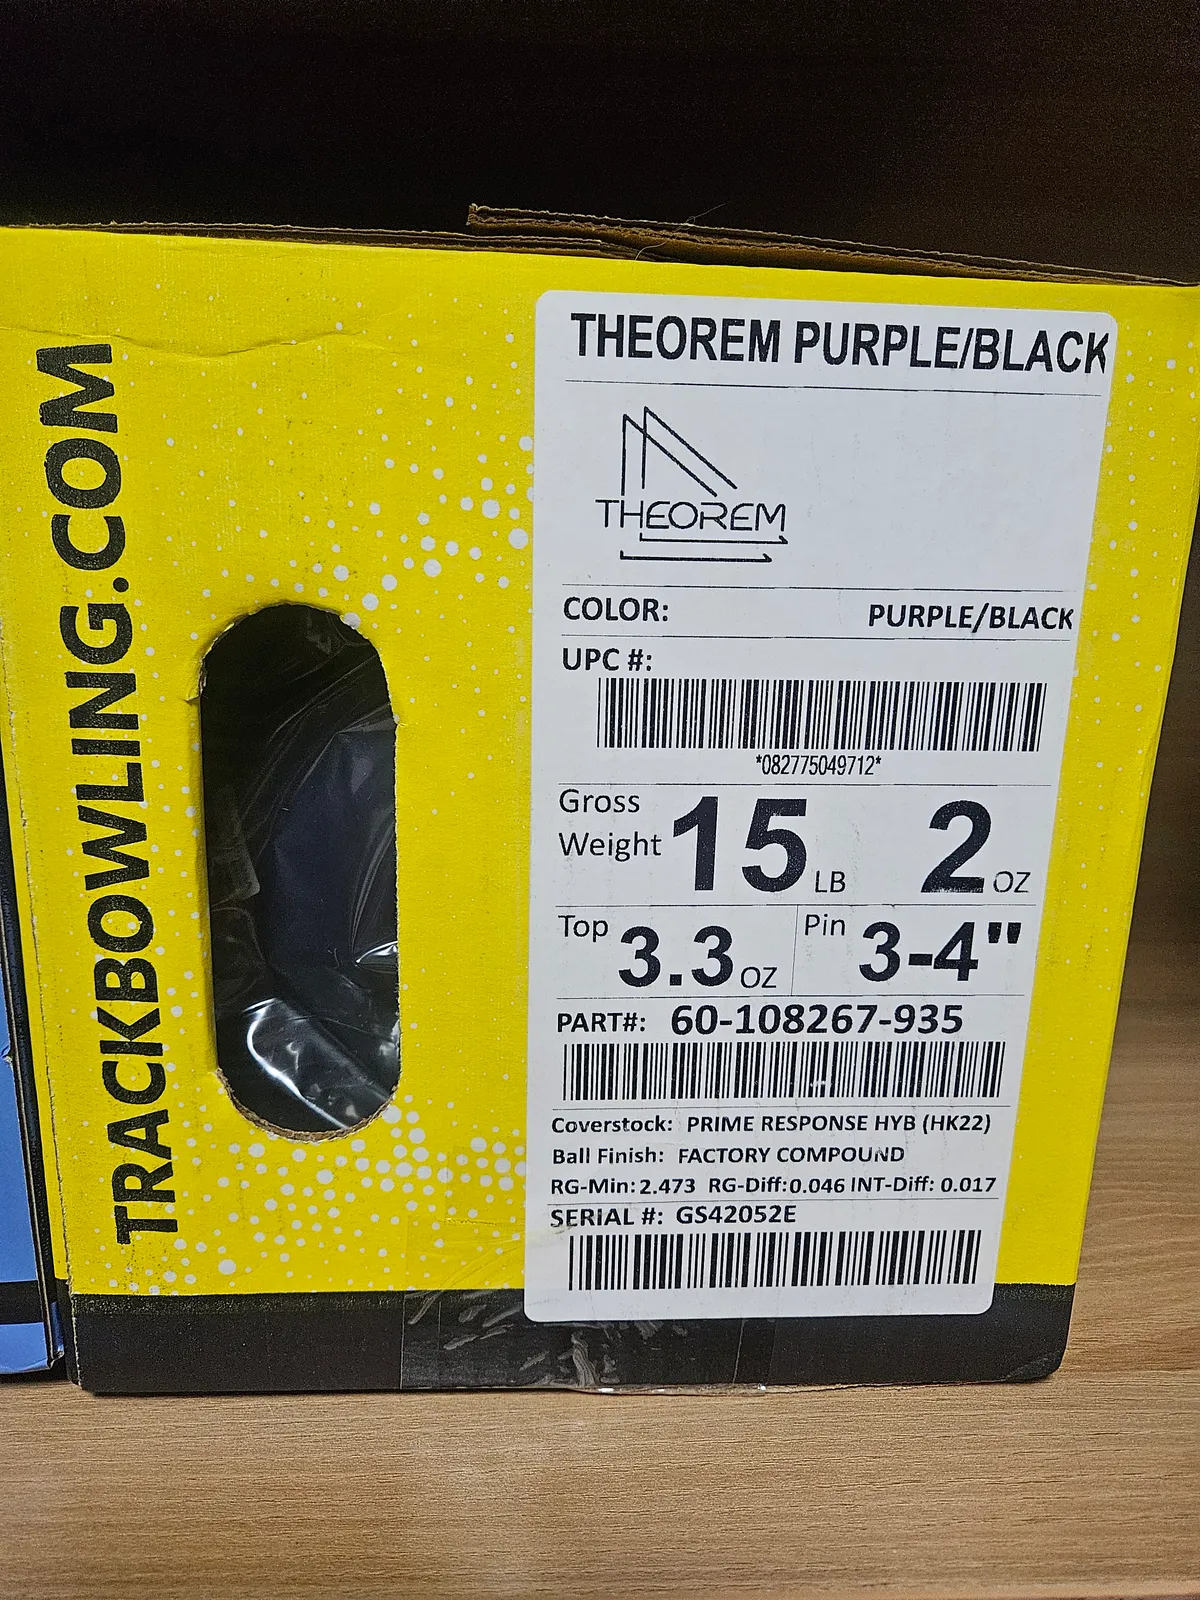 TRACKBOWLING.COM
THEOREM PURPLE/BLACK
THEOREM
COLOR: PURPLE/BLACK
UPC #:
*082775049712*
Gross Weight 15 LB 2 OZ
Top 3.3 OZ Pin 3-4"
PART#: 60-108267-935
Coverstock: PRIME RESPONSE HYB (HK22)
Ball Finish: FACTORY COMPOUND
RG-Min: 2.473 RG-Diff: 0.046 INT-Diff: 0.017
SERIAL #: GS42052E